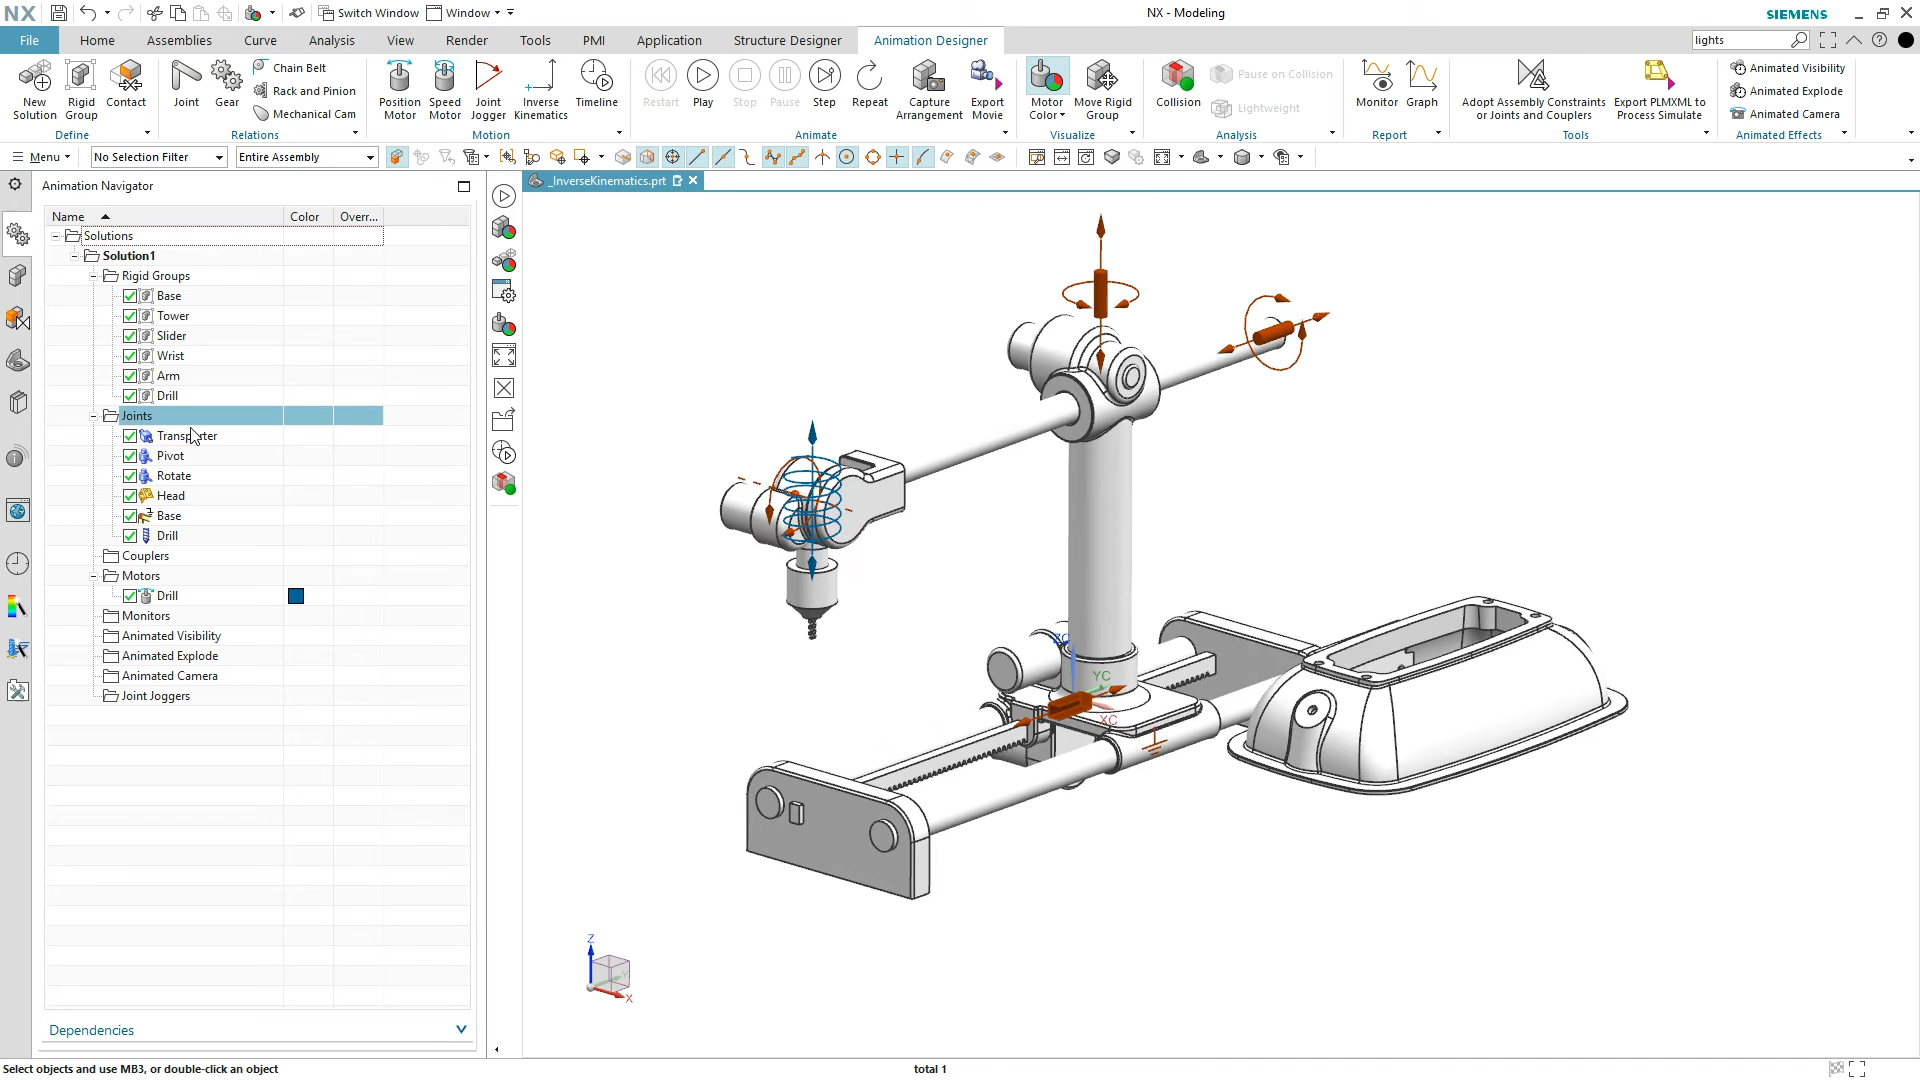 NX
Switch Window
Window
NX - Modeling
SIEMENS
File
Home
Assemblies
Curve
Analysis
View
Render
Tools
PMI
Application
Structure Designer
Animation Designer
lights
New Solution
Rigid Group
Contact
Define
Joint
Gear
Chain Belt
Rack and Pinion
Mechanical Cam
Relations
Position Motor
Speed Motor
Joint Jogger
Inverse Kinematics
Timeline
Motion
Restart
Play
Stop
Pause
Step
Repeat
Capture Arrangement
Export Movie
Animate
Motor Color
Move Rigid Group
Visualize
Collision
Pause on Collision
Lightweight
Analysis
Monitor
Graph
Report
Adopt Assembly Constraints or Joints and Couplers
Export PLMXML to Process Simulate
Tools
Animated Visibility
Animated Explode
Animated Camera
Animated Effects
Menu
No Selection Filter
Entire Assembly
Animation Navigator
_InverseKinematics.prt
Name
Color
Overr...
Solutions
Solution1
Rigid Groups
Base
Tower
Slider
Wrist
Arm
Drill
Joints
Transporter
Pivot
Rotate
Head
Base
Drill
Couplers
Motors
Drill
Monitors
Animated Visibility
Animated Explode
Animated Camera
Joint Joggers
Dependencies
ZC
YC
XC
Z
Y
X
Select objects and use MB3, or double-click an object
total 1